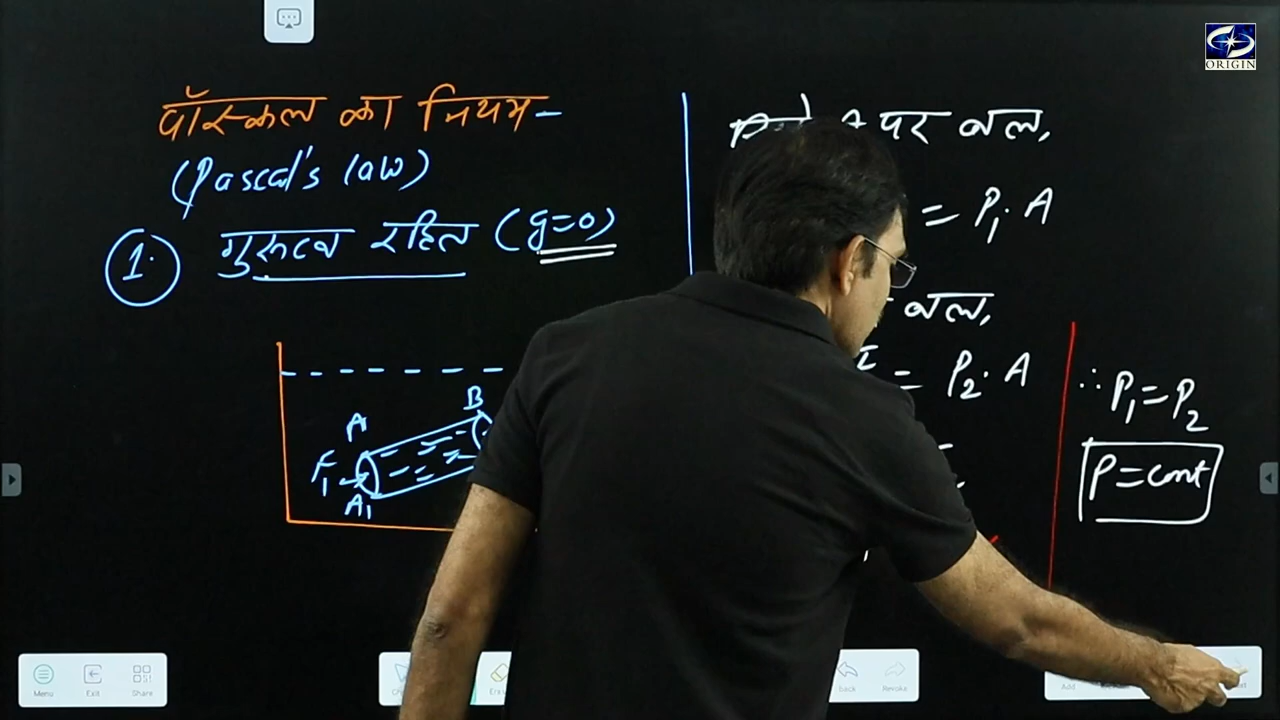 पॉस्कल का नियम-
(Pascal's law)
1. गुरुत्व रहित (g=0)
A
B
F1
A1
पर बल,
= P1. A
बल,
= P2. A
∴ P1=P2
P=const
ORIGIN
Menu
Exit
Share
back
Revoke
Add